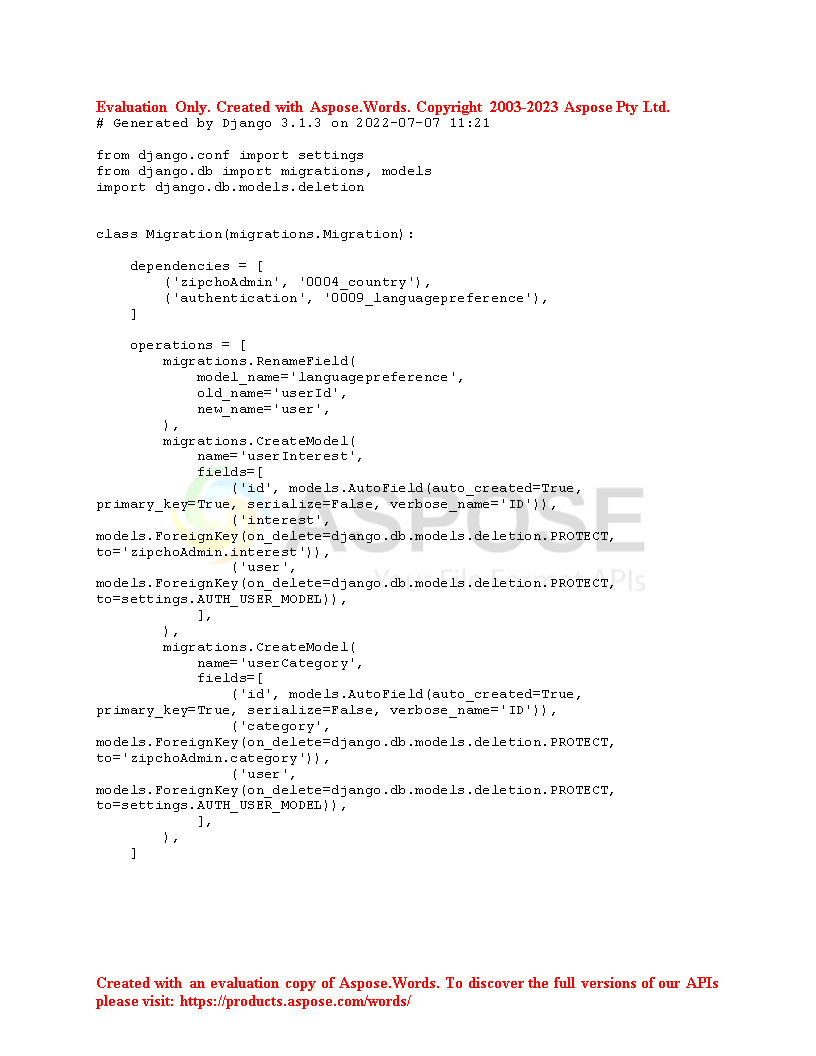 Evaluation Only. Created with Aspose.Words. Copyright 2003-2023 Aspose Pty Ltd.
# Generated by Django 3.1.3 on 2022-07-07 11:21
from django.conf import settings
from django.db import migrations, models
import django.db.models.deletion
class Migration(migrations.Migration):
    dependencies = [
        ('zipchoAdmin', '0004_country'),
        ('authentication', '0009_languagepreference'),
    ]
    operations = [
        migrations.RenameField(
            model_name='languagepreference',
            old_name='userId',
            new_name='user',
        ),
        migrations.CreateModel(
            name='userInterest',
            fields=[
                ('id', models.AutoField(auto_created=True,
primary_key=True, serialize=False, verbose_name='ID')),
                ('interest',
models.ForeignKey(on_delete=django.db.models.deletion.PROTECT,
to='zipchoAdmin.interest')),
                ('user',
models.ForeignKey(on_delete=django.db.models.deletion.PROTECT,
to=settings.AUTH_USER_MODEL)),
            ],
        ),
        migrations.CreateModel(
            name='userCategory',
            fields=[
                ('id', models.AutoField(auto_created=True,
primary_key=True, serialize=False, verbose_name='ID')),
                ('category',
models.ForeignKey(on_delete=django.db.models.deletion.PROTECT,
to='zipchoAdmin.category')),
                ('user',
models.ForeignKey(on_delete=django.db.models.deletion.PROTECT,
to=settings.AUTH_USER_MODEL)),
            ],
        ),
    ]
ASPOSE
Your File Format APIs
Created with an evaluation copy of Aspose.Words. To discover the full versions of our APIs
please visit: https://products.aspose.com/words/